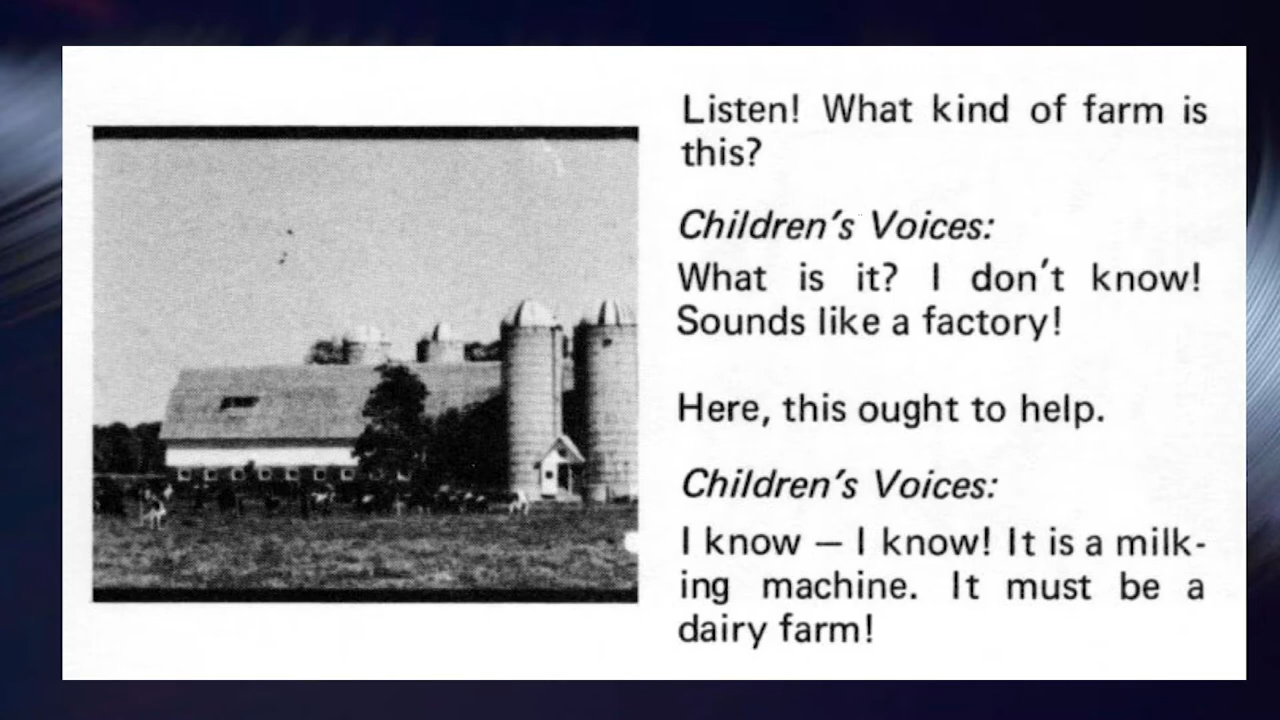 Listen! What kind of farm is
this?
Children's Voices:
What is it? I don't know!
Sounds like a factory!
Here, this ought to help.
Children's Voices:
I know — I know! It is a milk-
ing machine. It must be a
dairy farm!